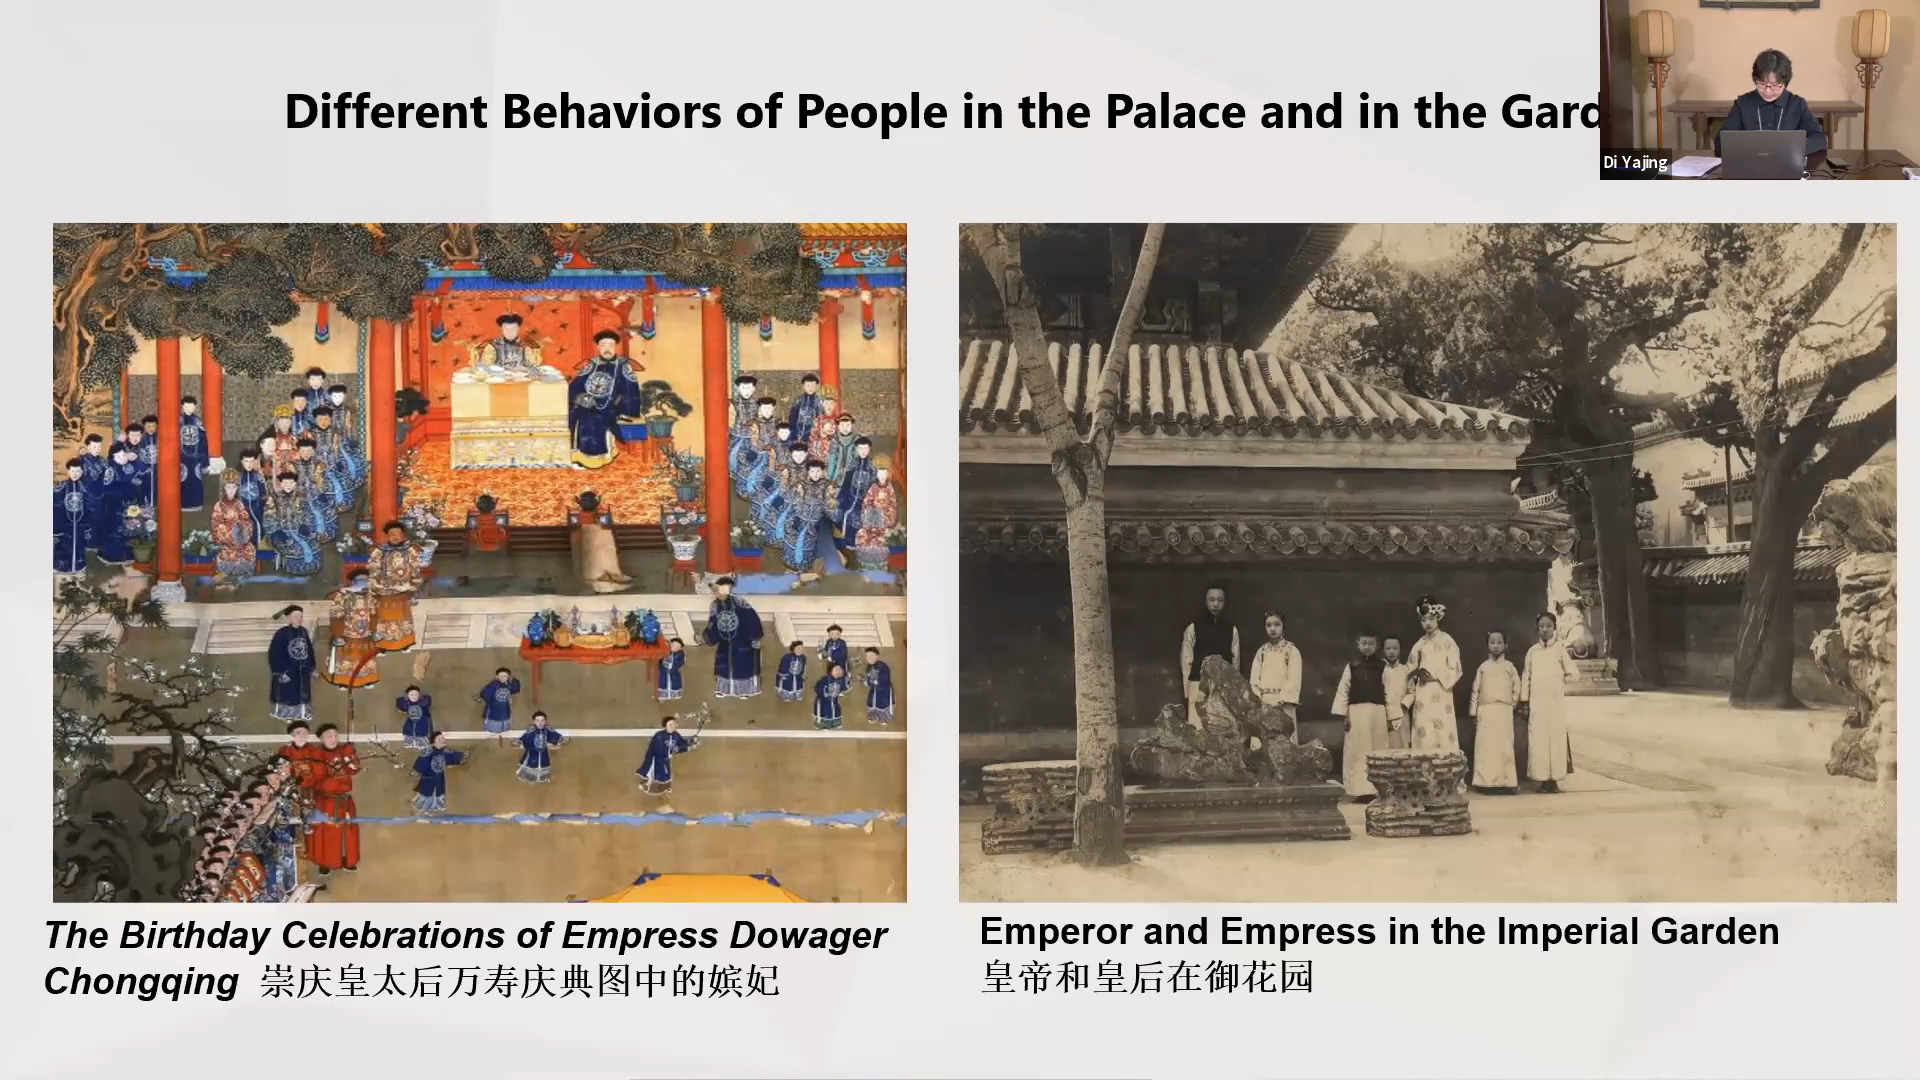 Different Behaviors of People in the Palace and in the Gard
Di Yajing
The Birthday Celebrations of Empress Dowager
Chongqing 崇庆皇太后万寿庆典图中的嫔妃
Emperor and Empress in the Imperial Garden
皇帝和皇后在御花园